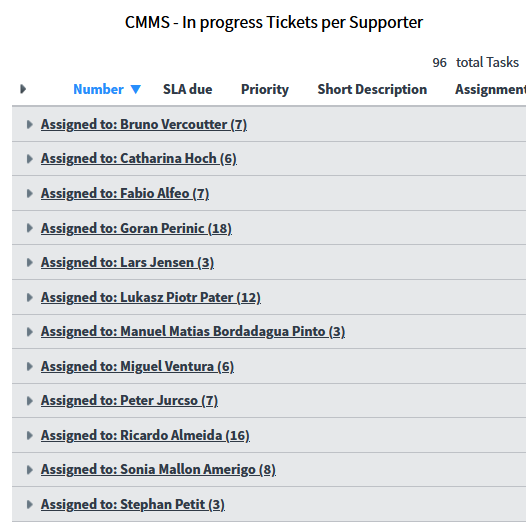 CMMS - In progress Tickets per Supporter
96 total Tasks
Number SLA due Priority Short Description Assignment
Assigned to: Bruno Vercoutter (7)
Assigned to: Catharina Hoch (6)
Assigned to: Fabio Alfeo (7)
Assigned to: Goran Perinic (18)
Assigned to: Lars Jensen (3)
Assigned to: Lukasz Piotr Pater (12)
Assigned to: Manuel Matias Bordadagua Pinto (3)
Assigned to: Miguel Ventura (6)
Assigned to: Peter Jurcso (7)
Assigned to: Ricardo Almeida (16)
Assigned to: Sonia Mallon Amerigo (8)
Assigned to: Stephan Petit (3)